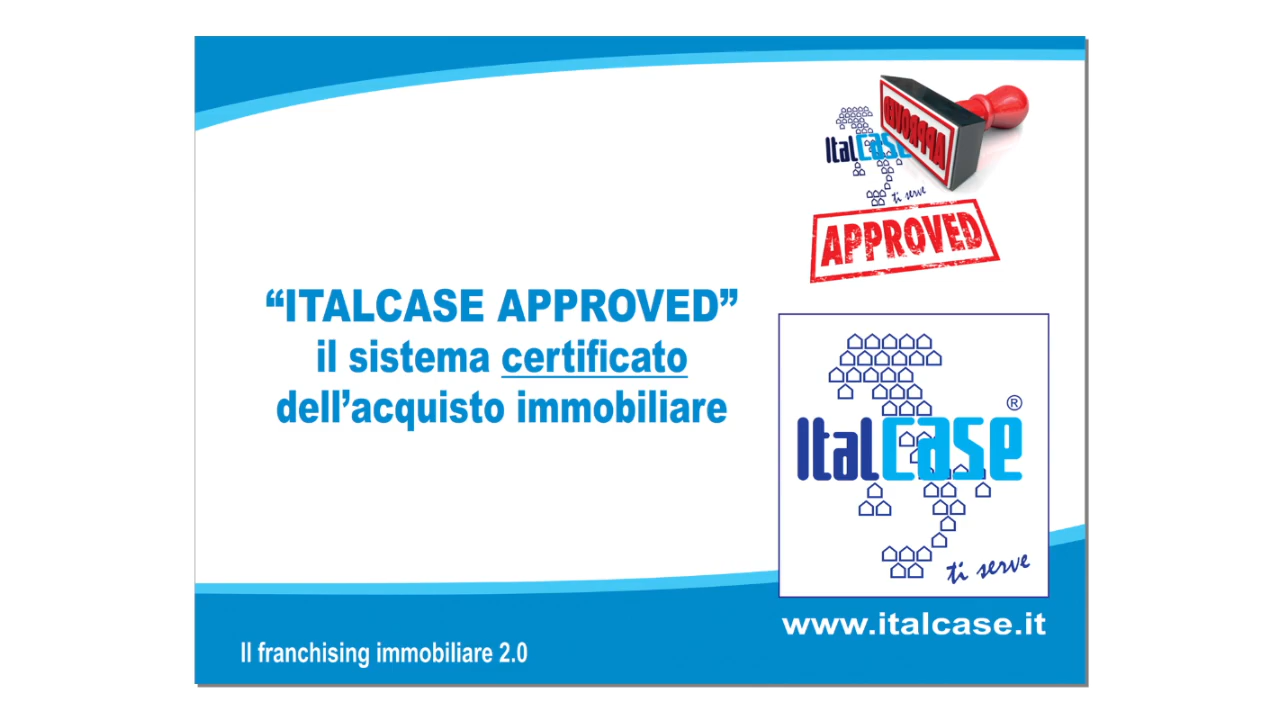 APPROVED
ItalCase
ti serve
APPROVED
“ITALCASE APPROVED”
il sistema certificato
dell’acquisto immobiliare
ItalCase®
ti serve
www.italcase.it
Il franchising immobiliare 2.0